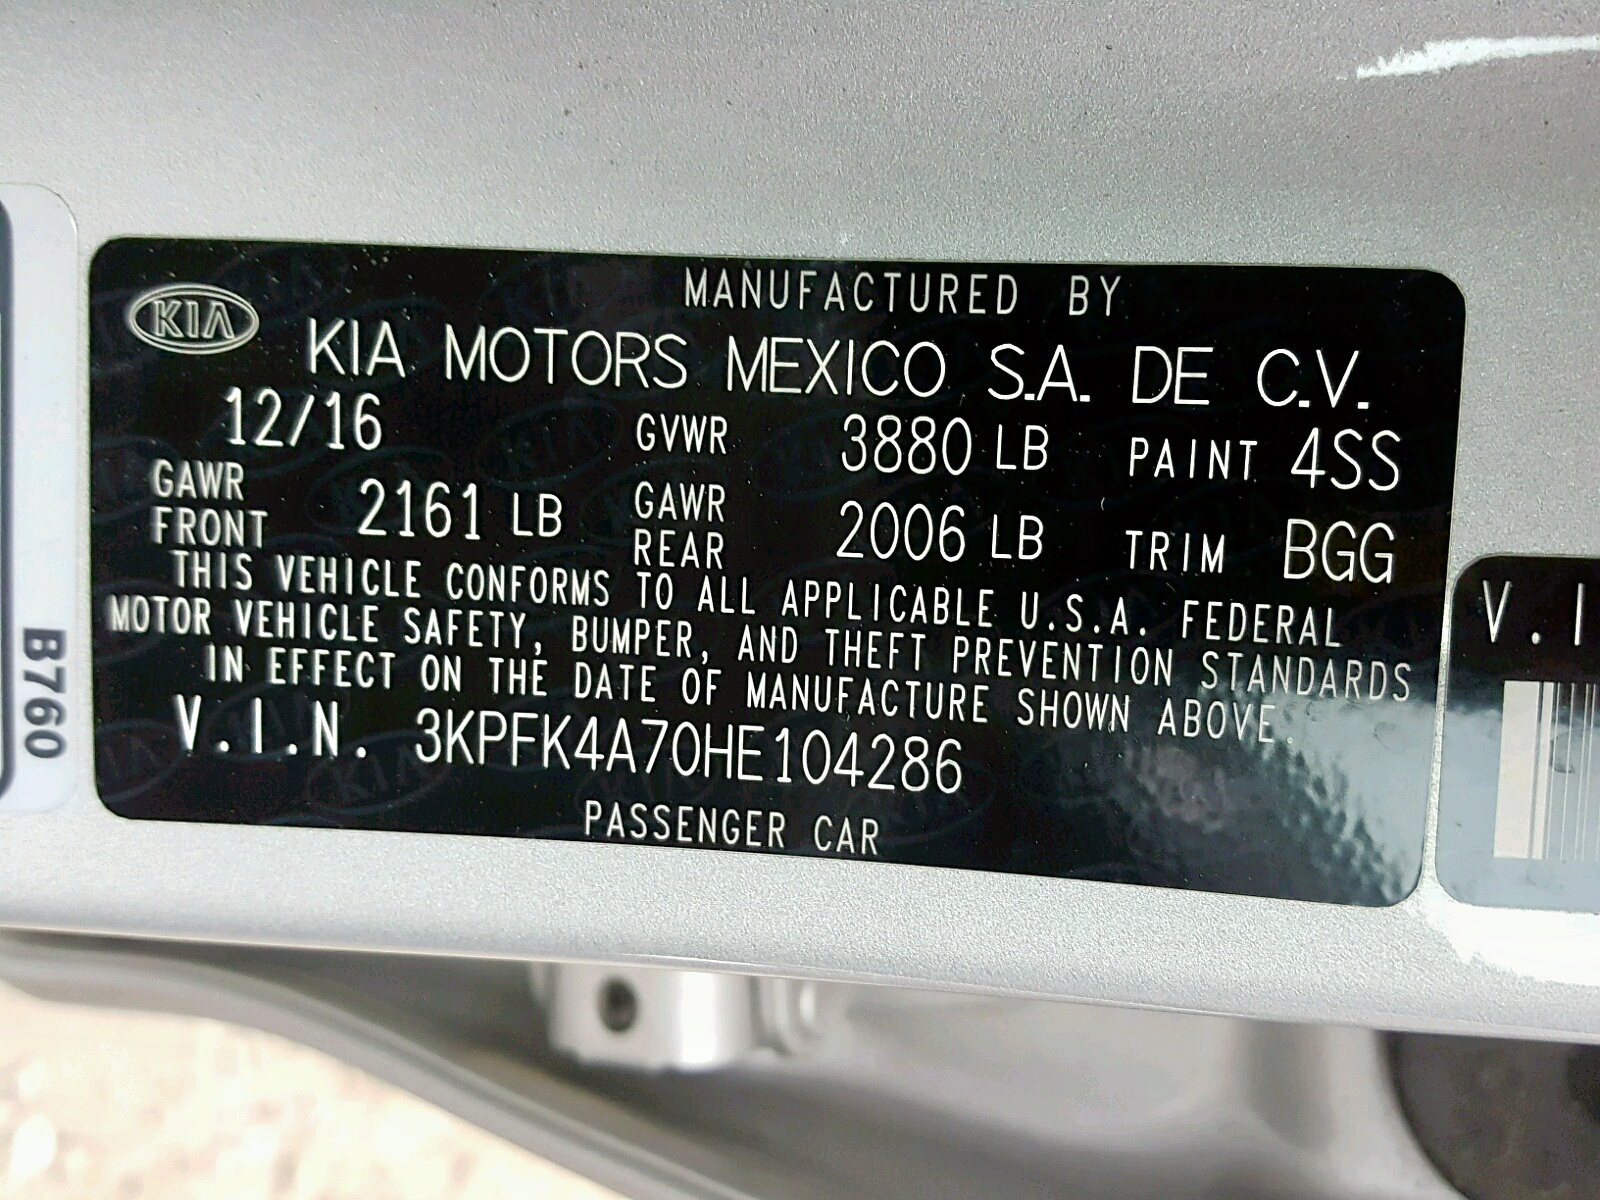 MANUFACTURED BY
KIA
KIA MOTORS MEXICO S.A. DE C.V.
12/16 GVWR 3880 LB PAINT 4SS
GAWR FRONT 2161 LB GAWR REAR 2006 LB TRIM BGG
THIS VEHICLE CONFORMS TO ALL APPLICABLE U.S.A. FEDERAL
MOTOR VEHICLE SAFETY, BUMPER, AND THEFT PREVENTION STANDARDS
IN EFFECT ON THE DATE OF MANUFACTURE SHOWN ABOVE.
V.I.N. 3KPFK4A70HE104286
PASSENGER CAR
B760
V.I